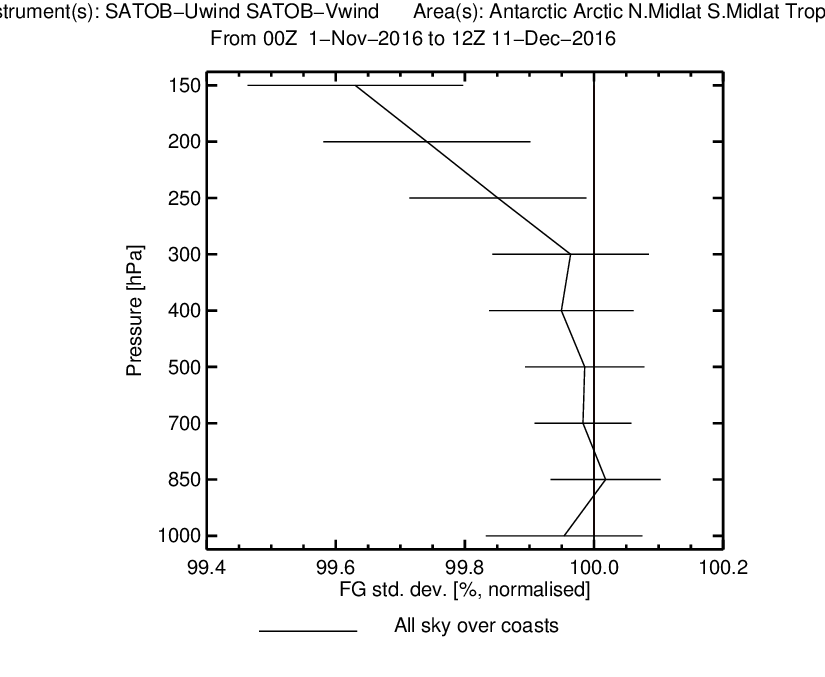 strument(s): SATOB−Uwind SATOB−Vwind Area(s): Antarctic Arctic N.Midlat S.Midlat Trop
From 00Z 1−Nov−2016 to 12Z 11−Dec−2016
150
200
250
300
400
500
700
850
1000
Pressure [hPa]
99.4 99.6 99.8 100.0 100.2
FG std. dev. [%, normalised]
All sky over coasts